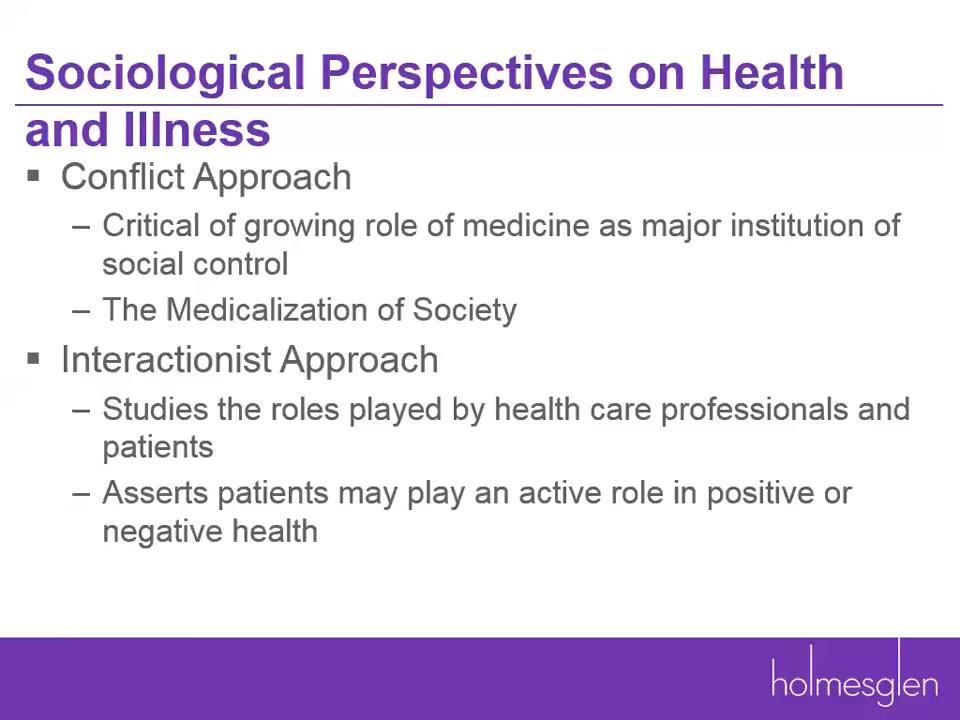 Sociological Perspectives on Health
and Illness
▪ Conflict Approach
– Critical of growing role of medicine as major institution of
social control
– The Medicalization of Society
▪ Interactionist Approach
– Studies the roles played by health care professionals and
patients
– Asserts patients may play an active role in positive or
negative health
holmesglen